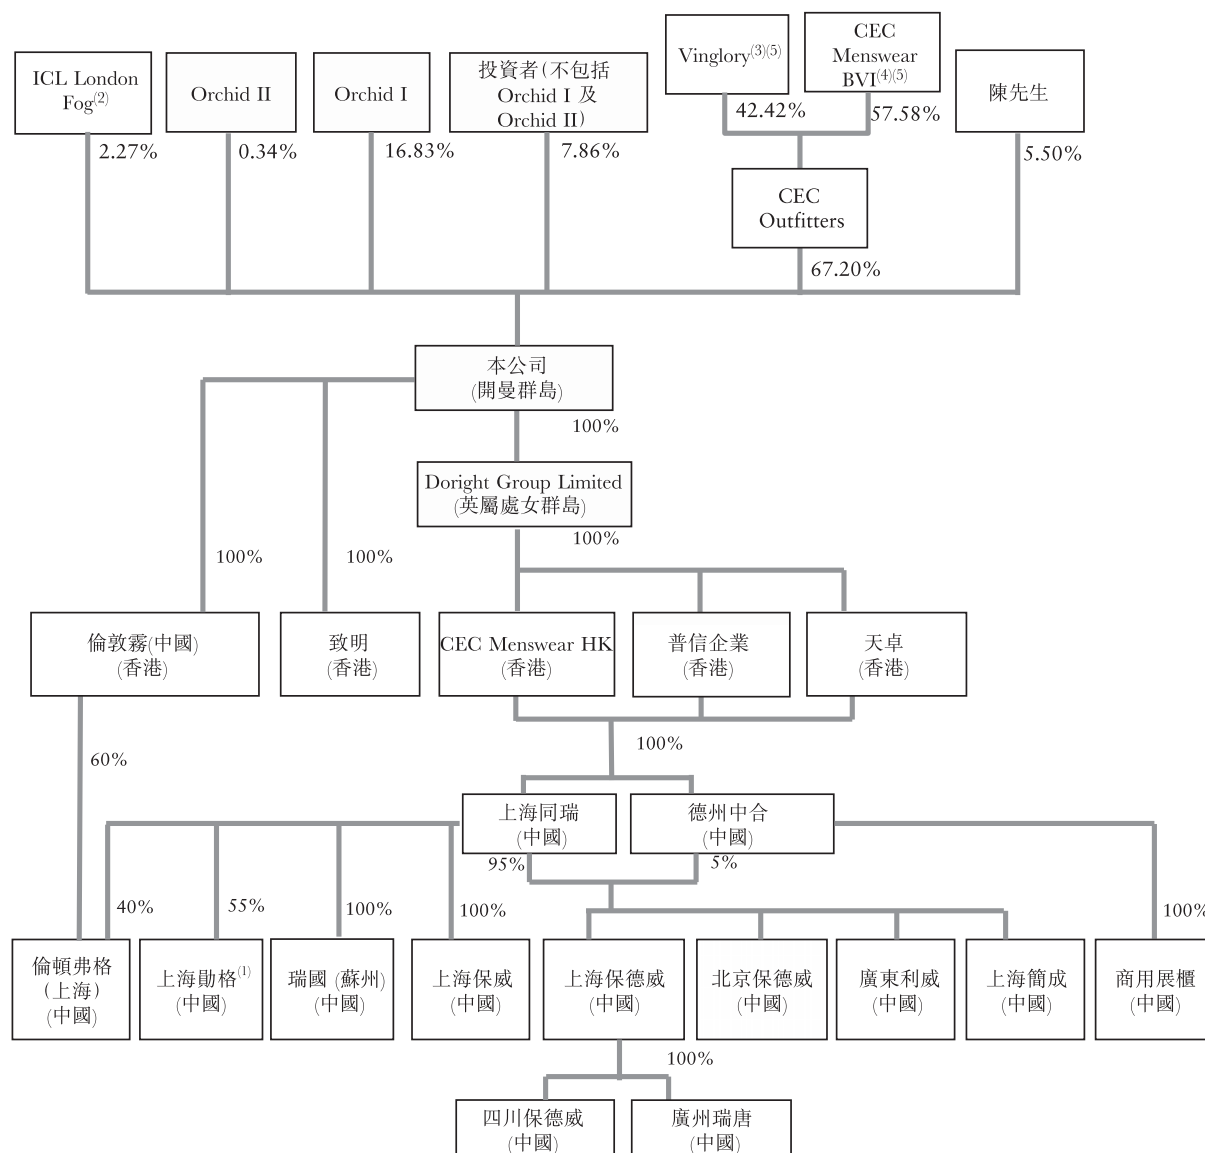 ICL London
Fog(2)
Orchid II
Orchid I
投資者(不包括
Orchid I 及
Orchid II)
Vinglory(3)(5)
CEC
Menswear
BVI(4)(5)
陳先生
42.42%
57.58%
2.27%
0.34%
16.83%
7.86%
5.50%
CEC
Outfitters
67.20%
本公司
(開曼群島)
100%
Doright Group Limited
(英屬處女群島)
100%
100%
100%
倫敦霧(中國)
(香港)
致明
(香港)
CEC Menswear HK
(香港)
普信企業
(香港)
天卓
(香港)
100%
60%
上海同瑞
(中國)
德州中合
(中國)
95%
5%
40%
55%
100%
100%
100%
倫頓弗格
(上海)
(中國)
上海勛格(1)
(中國)
瑞國 (蘇州)
(中國)
上海保威
(中國)
上海保德威
(中國)
北京保德威
(中國)
廣東利威
(中國)
上海簡成
(中國)
商用展櫃
(中國)
100%
四川保德威
(中國)
廣州瑞唐
(中國)